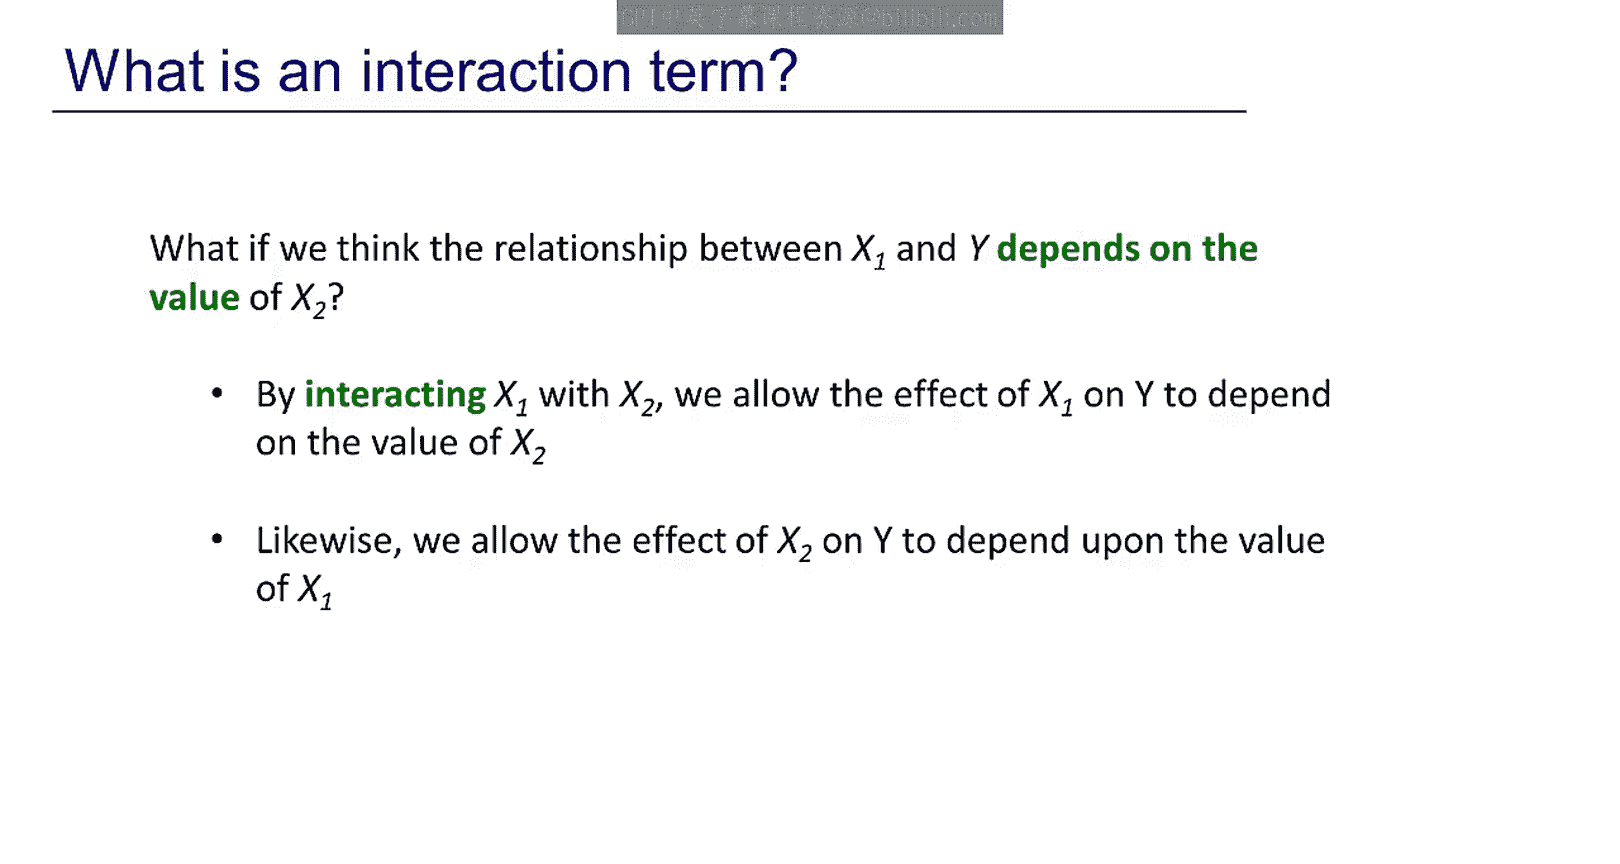 What is an interaction term?
What if we think the relationship between X₁ and Y depends on the
value of X₂?
• By interacting X₁ with X₂, we allow the effect of X₁ on Y to depend
on the value of X₂
• Likewise, we allow the effect of X₂ on Y to depend upon the value
of X₁